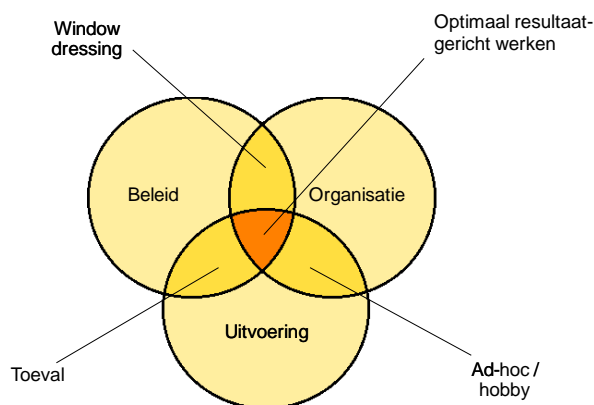 Window
dressing
Optimaal resultaat-
gericht werken
Beleid
Organisatie
Uitvoering
Toeval
Ad-hoc /
hobby